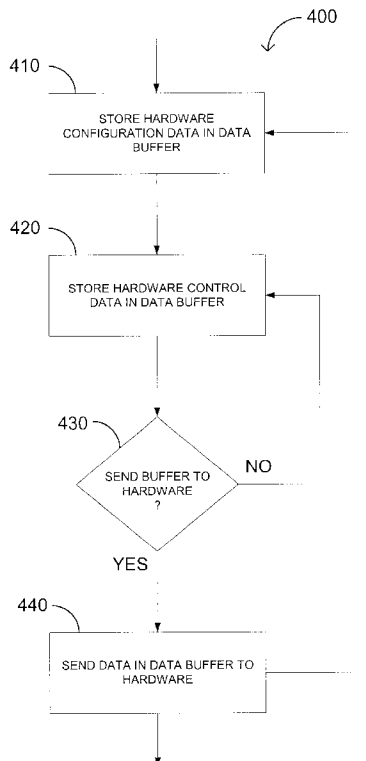 400
410
STORE HARDWARE
CONFIGURATION DATA IN DATA
BUFFER
420
STORE HARDWARE CONTROL
DATA IN DATA BUFFER
430
SEND BUFFER TO
HARDWARE
?
NO
YES
440
SEND DATA IN DATA BUFFER TO
HARDWARE